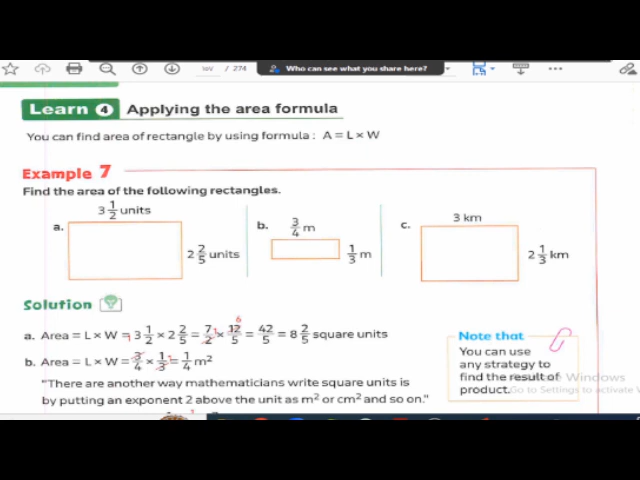 / 274
Who can see what you share here?
Learn 4 Applying the area formula
You can find area of rectangle by using formula : A = L × W
Example 7
Find the area of the following rectangles.
3 1/2 units
a.
2 2/5 units
b.
3/4 m
1/3 m
c.
3 km
2 1/3 km
Solution
a. Area = L × W = 3 1/2 × 2 2/5 = 7/2 × 12/5 = 42/5 = 8 2/5 square units
1 1 6
b. Area = L × W = 3/4 × 1/3 = 1/4 m²
"There are another way mathematicians write square units is
by putting an exponent 2 above the unit as m² or cm² and so on."
Note that
You can use
any strategy to
find the result of
product.
Windows
Go to Settings to activate W